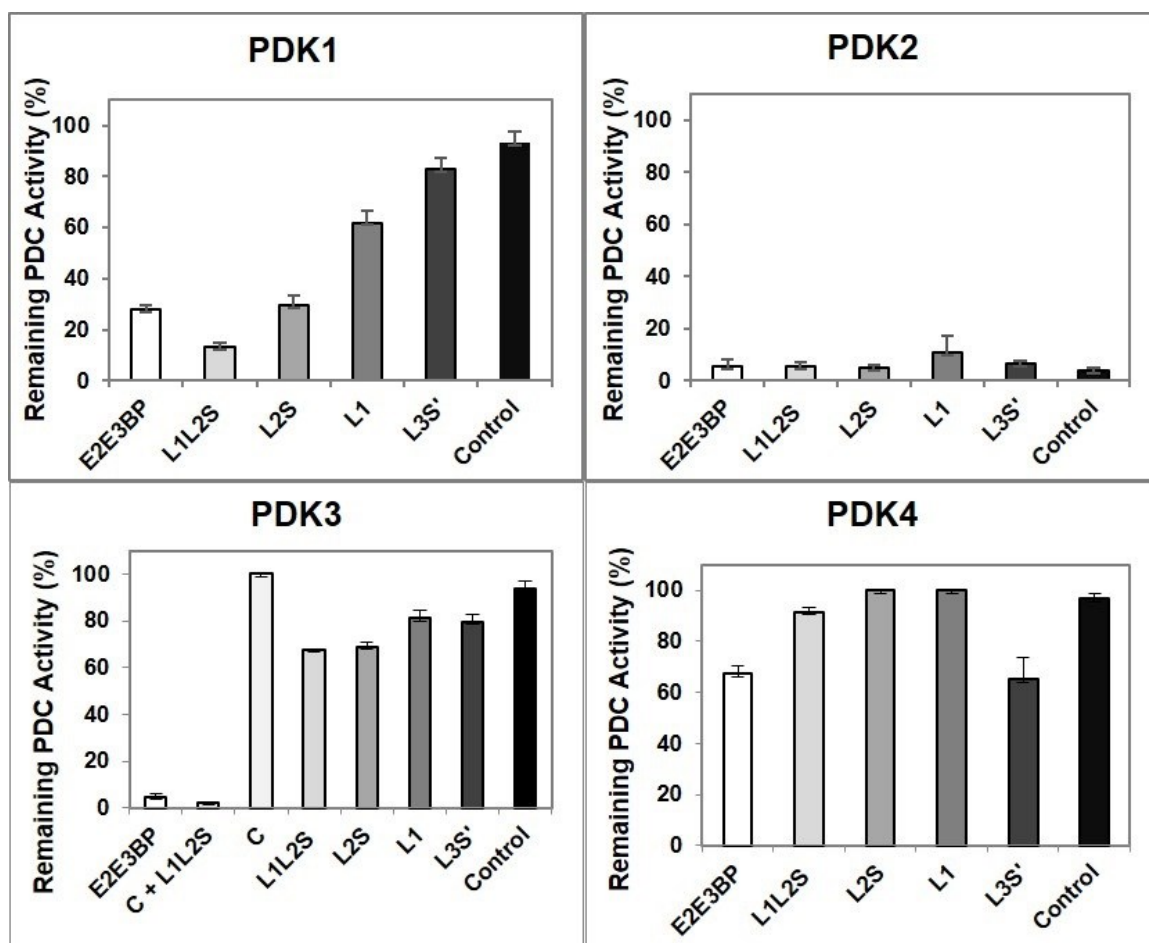 PDK1
Remaining PDC Activity (%)
100
80
60
40
20
0
E2E3BP
L1L2S
L2S
L1
L3S'
Control
PDK2
Remaining PDC Activity (%)
100
80
60
40
20
0
E2E3BP
L1L2S
L2S
L1
L3S'
Control
PDK3
Remaining PDC Activity (%)
100
80
60
40
20
0
E2E3BP
C + L1L2S
C
L1L2S
L2S
L1
L3S'
Control
PDK4
Remaining PDC Activity (%)
100
80
60
40
20
0
E2E3BP
L1L2S
L2S
L1
L3S'
Control